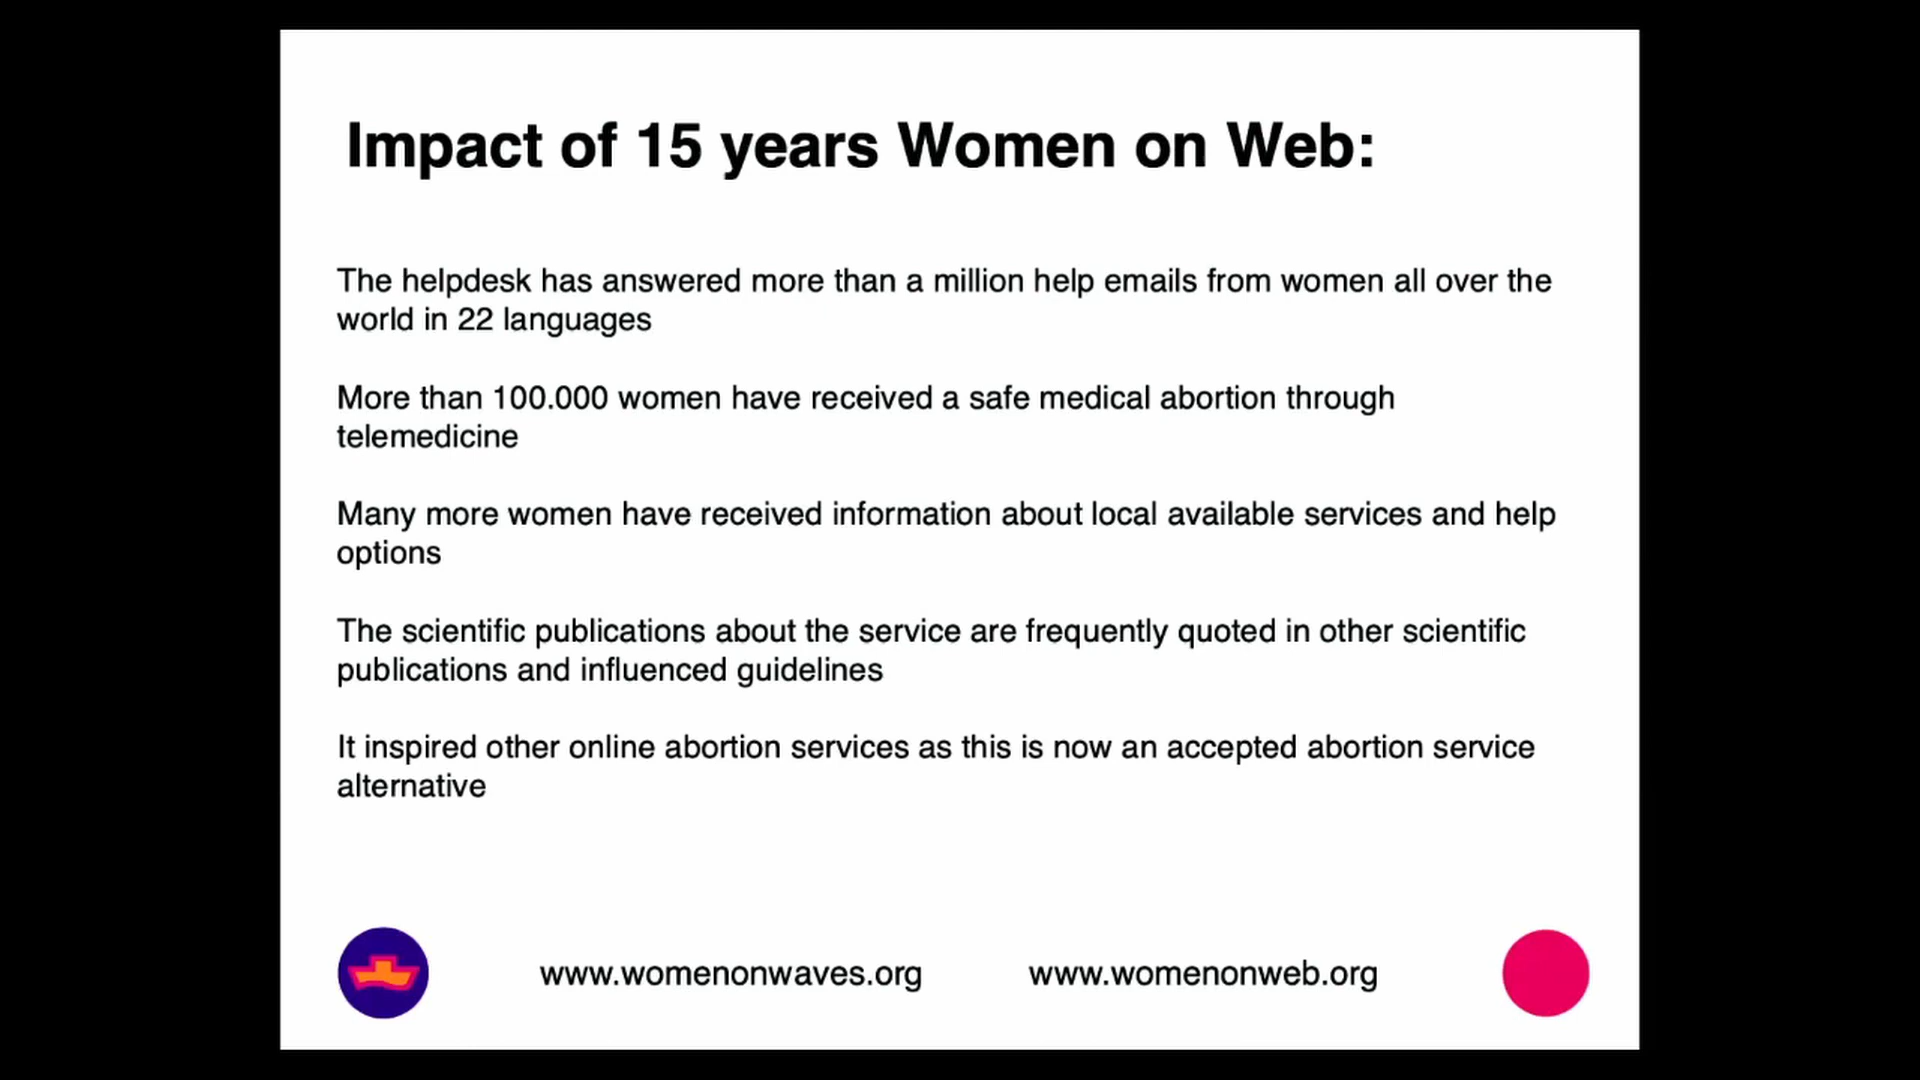 Impact of 15 years Women on Web:
The helpdesk has answered more than a million help emails from women all over the
world in 22 languages
More than 100.000 women have received a safe medical abortion through
telemedicine
Many more women have received information about local available services and help
options
The scientific publications about the service are frequently quoted in other scientific
publications and influenced guidelines
It inspired other online abortion services as this is now an accepted abortion service
alternative
www.womenonwaves.org www.womenonweb.org